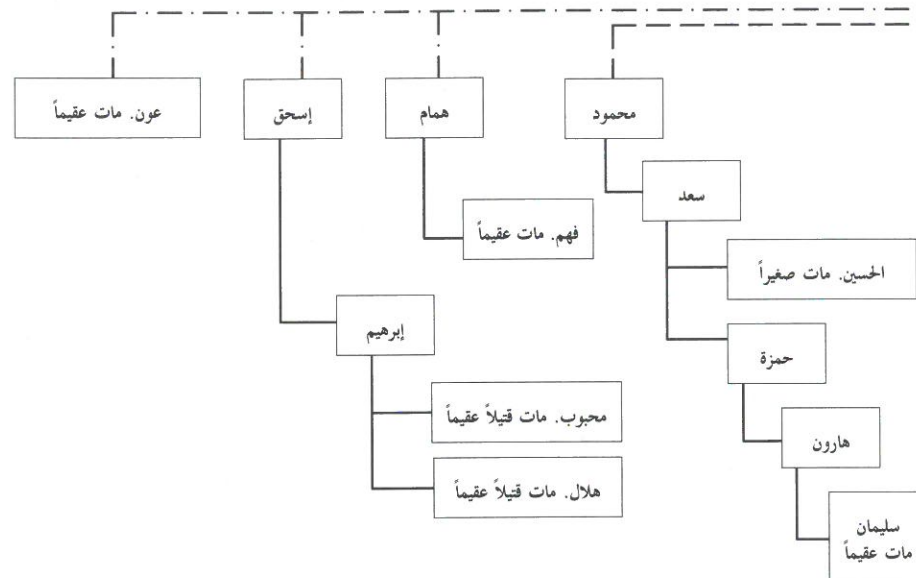 محمود
همام
إسحق
عون. مات عقيماً
سعد
فهم. مات عقيماً
الحسين. مات صغيراً
إبرهيم
حمزة
محبوب. مات قتيلاً عقيماً
هارون
هلال. مات قتيلاً عقيماً
سليمان
مات عقيماً